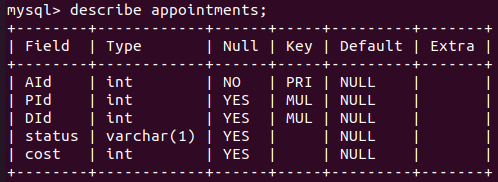 mysql> describe appointments;
+--------+------------+------+-----+---------+-------+
| Field  | Type       | Null | Key | Default | Extra |
+--------+------------+------+-----+---------+-------+
| AId    | int        | NO   | PRI | NULL    |       |
| PId    | int        | YES  | MUL | NULL    |       |
| DId    | int        | YES  | MUL | NULL    |       |
| status | varchar(1) | YES  |     | NULL    |       |
| cost   | int        | YES  |     | NULL    |       |
+--------+------------+------+-----+---------+-------+